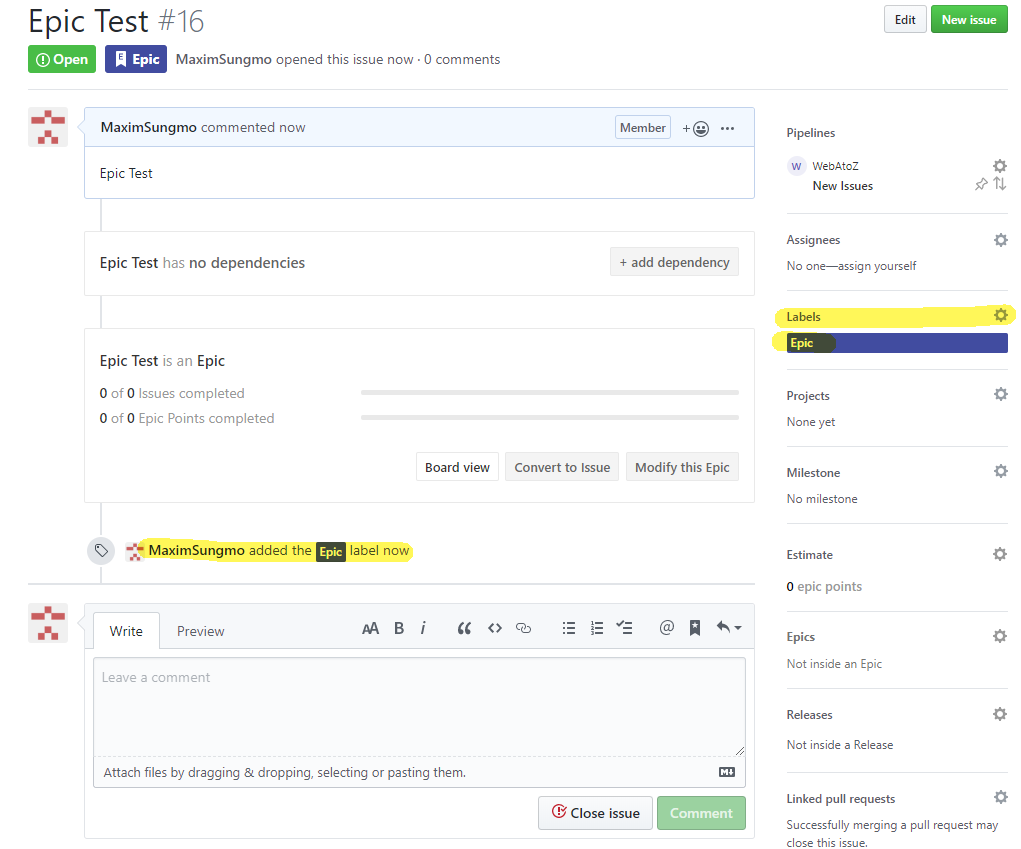 Epic Test #16
Edit
New issue
Open
Epic
MaximSungmo opened this issue now · 0 comments
MaximSungmo commented now
Member
Epic Test
Epic Test has no dependencies
+ add dependency
Epic Test is an Epic
0 of 0 Issues completed
0 of 0 Epic Points completed
Board view
Convert to Issue
Modify this Epic
MaximSungmo added the Epic label now
Write
Preview
AA B i
Leave a comment
Attach files by dragging & dropping, selecting or pasting them.
Close issue
Comment
Pipelines
W WebAtoZ
New Issues
Assignees
No one—assign yourself
Labels
Epic
Projects
None yet
Milestone
No milestone
Estimate
0 epic points
Epics
Not inside an Epic
Releases
Not inside a Release
Linked pull requests
Successfully merging a pull request may
close this issue.